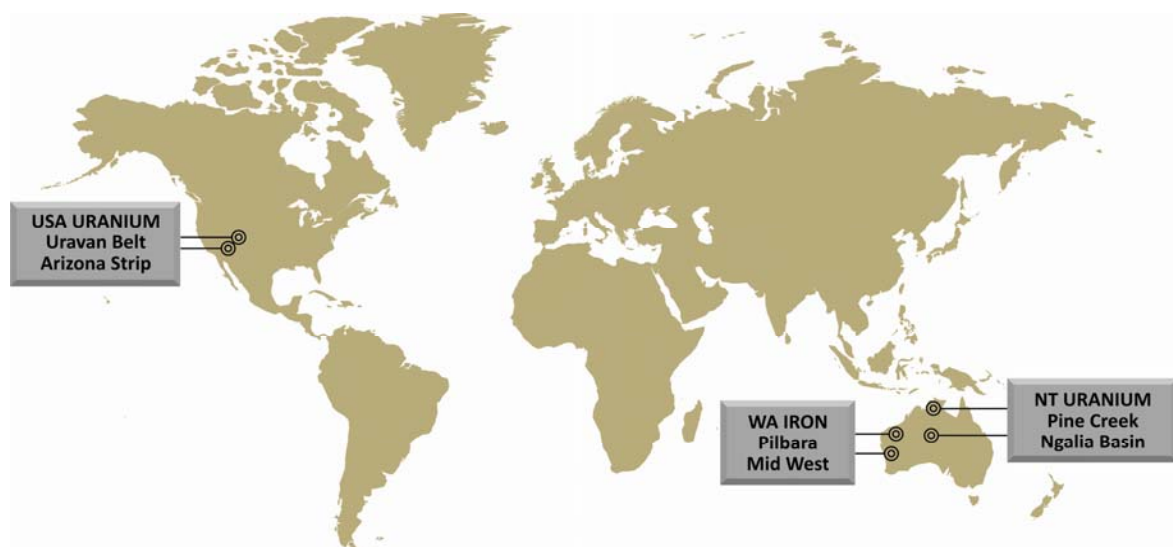 USA URANIUM
Uravan Belt
Arizona Strip
WA IRON
Pilbara
Mid West
NT URANIUM
Pine Creek
Ngalia Basin